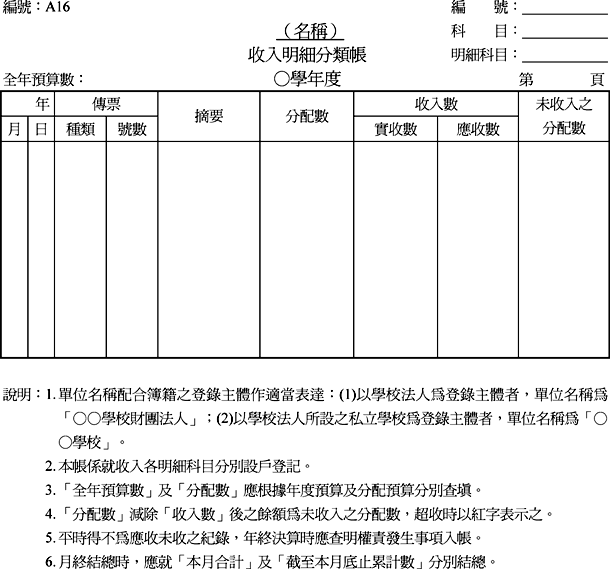 編號：A16
編　　號：
（名稱）
科　　目：
收入明細分類帳
明細科目：
全年預算數：
○學年度
第　　　頁
年　傳票　摘要　分配數　收入數　未收入之分配數
月　日　種類　號數　實收數　應收數
說明：1. 單位名稱配合簿籍之登錄主體作適當表達：(1)以學校法人為登錄主體者，單位名稱為
「○○學校財團法人」；(2)以學校法人所設之私立學校為登錄主體者，單位名稱為「○
○學校」。
2. 本帳係就收入各明細科目分別設戶登記。
3. 「全年預算數」及「分配數」應根據年度預算及分配預算分別查填。
4. 「分配數」減除「收入數」後之餘額為未收入之分配數，超收時以紅字表示之。
5. 平時得不為應收未收之紀錄，年終決算時應查明權責發生事項入帳。
6. 月終結總時，應就「本月合計」及「截至本月底止累計數」分別結總。